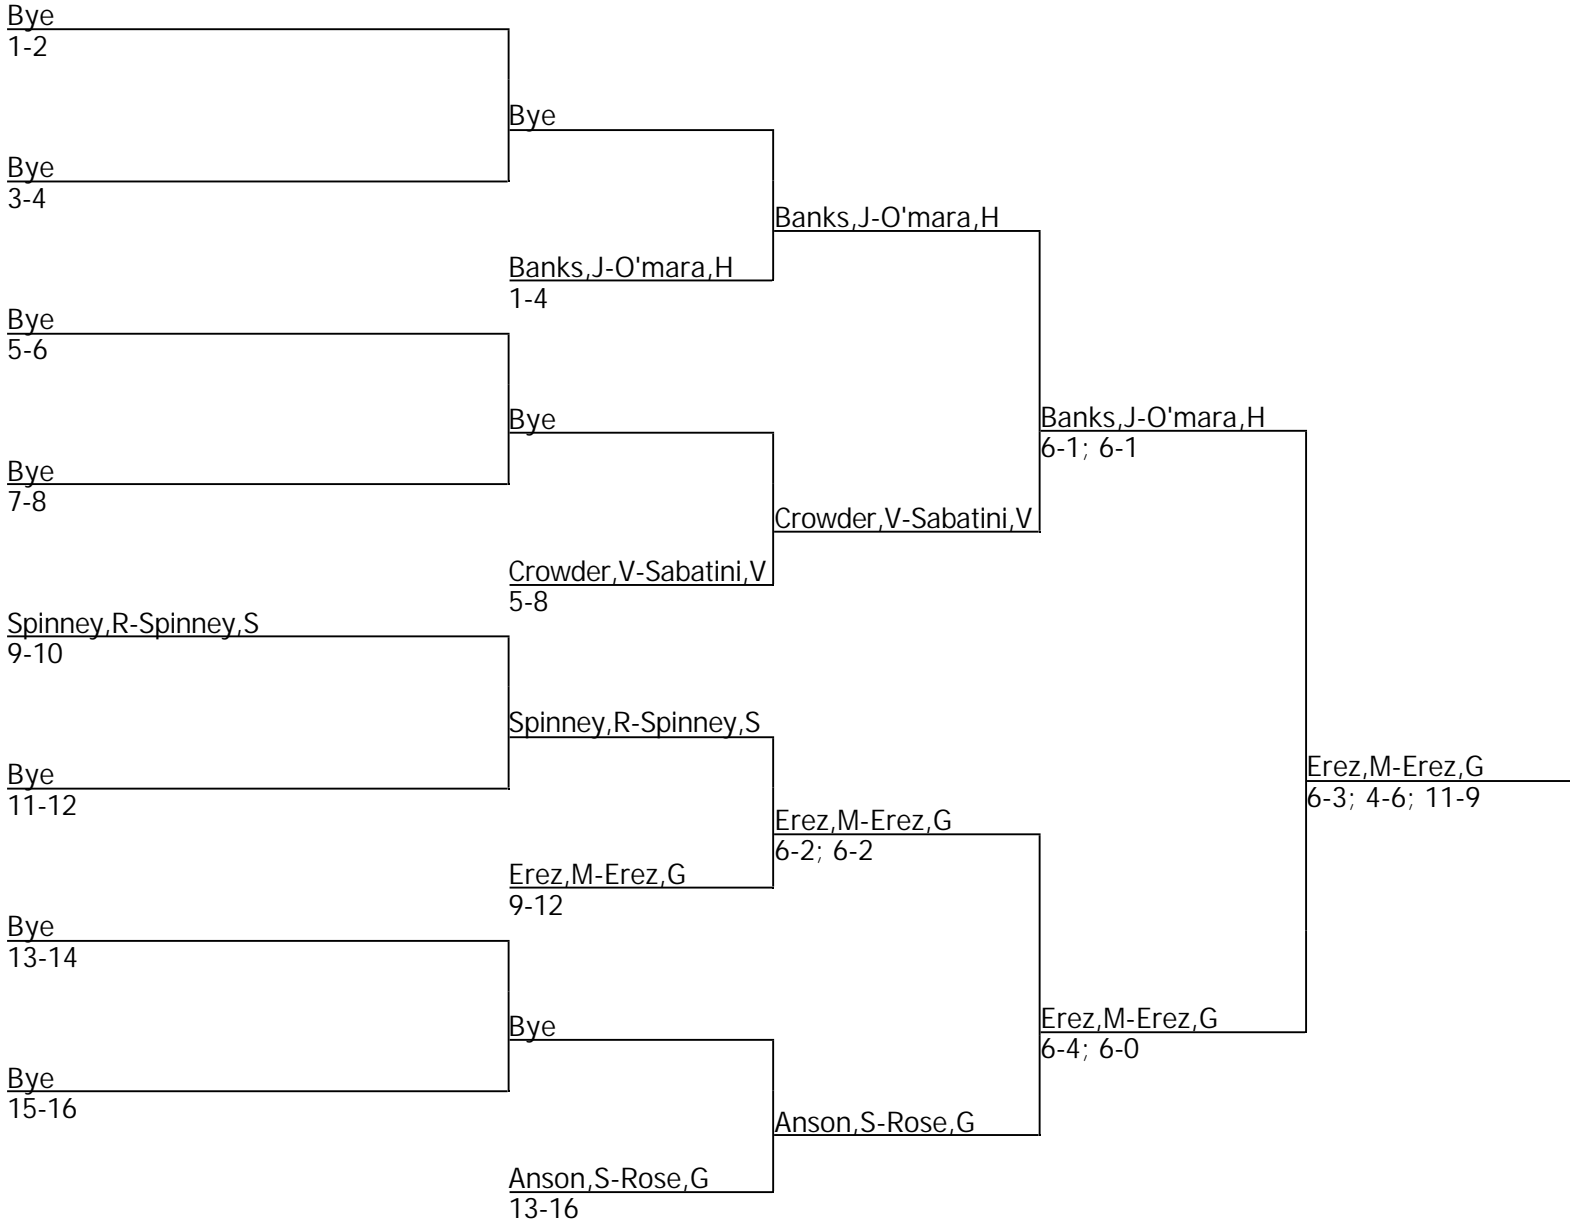 Bye
1-2
Bye
Bye
3-4
Banks,J-O'mara,H
Banks,J-O'mara,H
1-4
Bye
5-6
Bye
Banks,J-O'mara,H
6-1; 6-1
Bye
7-8
Crowder,V-Sabatini,V
Crowder,V-Sabatini,V
5-8
Spinney,R-Spinney,S
9-10
Spinney,R-Spinney,S
Bye
11-12
Erez,M-Erez,G
6-3; 4-6; 11-9
Erez,M-Erez,G
6-2; 6-2
Erez,M-Erez,G
9-12
Bye
13-14
Bye
Erez,M-Erez,G
6-4; 6-0
Bye
15-16
Anson,S-Rose,G
Anson,S-Rose,G
13-16